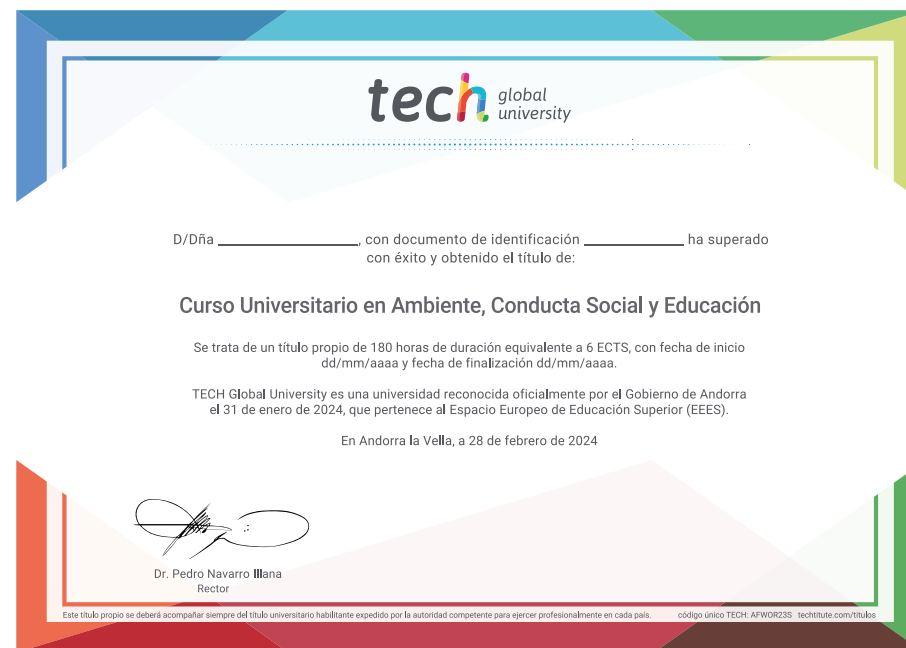 tech global university
D/Dña ____________________, con documento de identificación ______________ ha superado
con éxito y obtenido el título de:
Curso Universitario en Ambiente, Conducta Social y Educación
Se trata de un título propio de 180 horas de duración equivalente a 6 ECTS, con fecha de inicio
dd/mm/aaaa y fecha de finalización dd/mm/aaaa.
TECH Global University es una universidad reconocida oficialmente por el Gobierno de Andorra
el 31 de enero de 2024, que pertenece al Espacio Europeo de Educación Superior (EEES).
En Andorra la Vella, a 28 de febrero de 2024
Dr. Pedro Navarro Illana
Rector
Este título propio se deberá acompañar siempre del título universitario habilitante expedido por la autoridad competente para ejercer profesionalmente en cada país. código único TECH: AFWOR23S techtitute.com/titulos